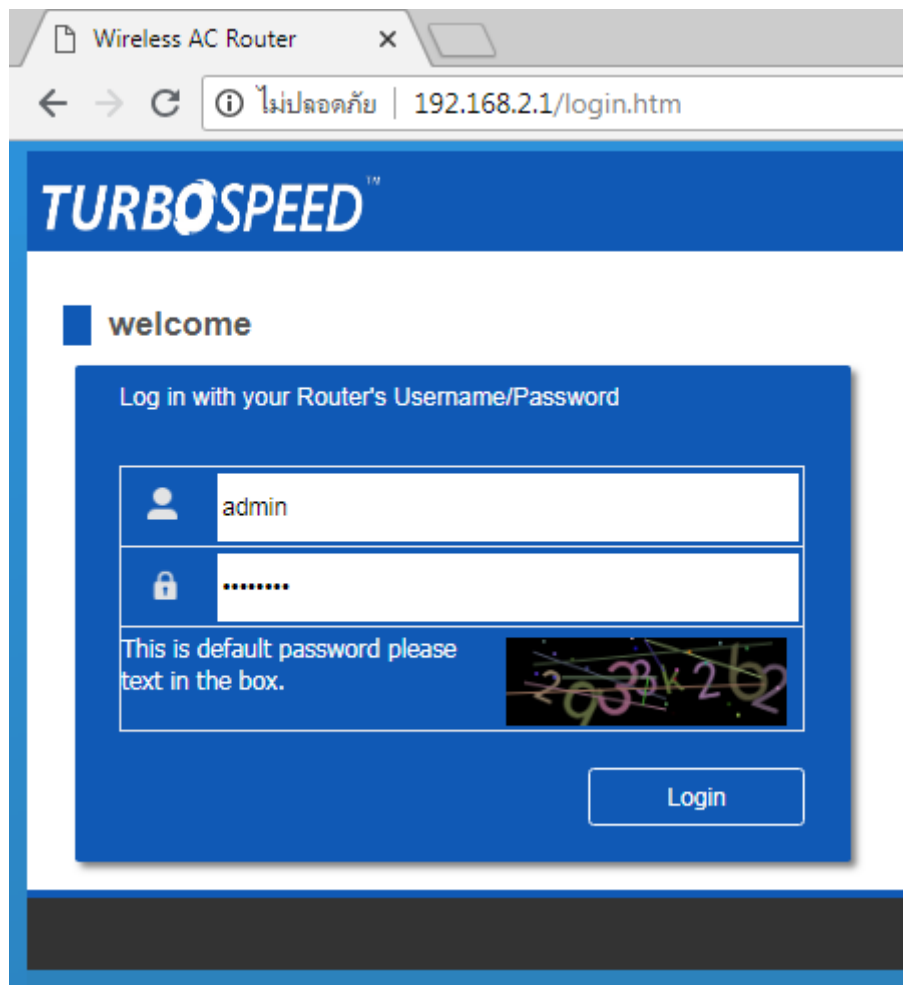 Wireless AC Router
ไม่ปลอดภัย | 192.168.2.1/login.htm
TURBOSPEED™
welcome
Log in with your Router's Username/Password
admin
••••••••
This is default password please
text in the box.
2933k262
Login